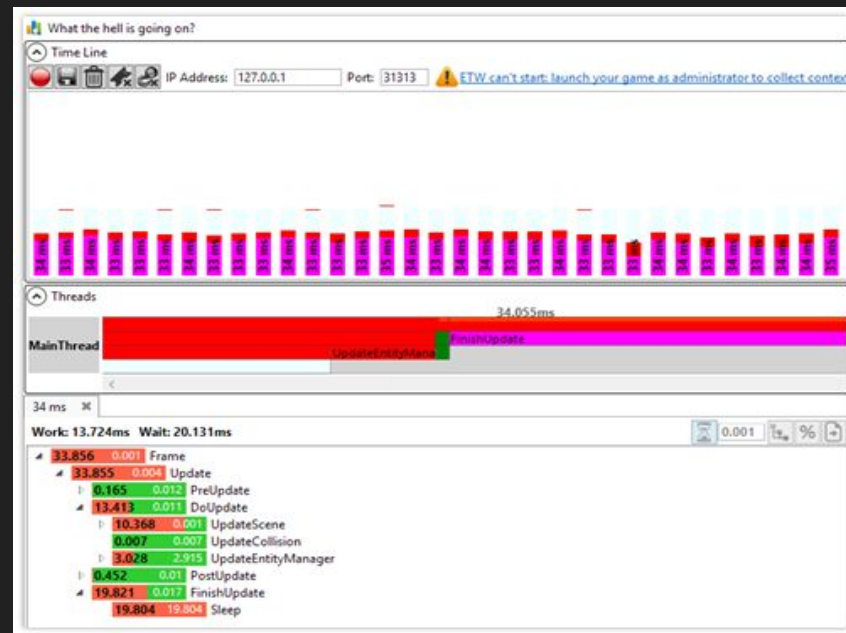 What the hell is going on?
Time Line
IP Address: 127.0.0.1 Port: 31313 ETW can't start: launch your game as administrator to collect contex
34 ms 33 ms 34 ms 33 ms 33 ms 33 ms 33 ms 33 ms 33 ms 33 ms 34 ms 33 ms 33 ms 35 ms 34 ms 33 ms 34 ms 33 ms 33 ms 33 ms 34 ms 33 ms 33 ms 33 ms 33 ms 34 ms 34 ms 33 ms 34 ms 33 ms 34 ms 34 ms 35 ms
Threads
34.055ms
MainThread
FinishUpdate
UpdateEntityMana
34 ms
Work: 13.724ms Wait: 20.131ms 0.001 %
33.856 0.001 Frame
33.855 0.004 Update
0.165 0.012 PreUpdate
13.413 0.011 DoUpdate
10.368 0.001 UpdateScene
0.007 0.007 UpdateCollision
3.028 2.915 UpdateEntityManager
0.452 0.01 PostUpdate
19.821 0.017 FinishUpdate
19.804 19.804 Sleep